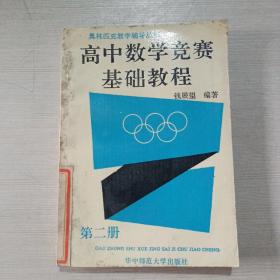 奥林匹克数学辅导丛书
高中数学竞赛
基础教程
钱展望 编著
第二册
GAO ZHONG SHU XUE JING SAI JI CHU JIAO CHENG
华中师范大学出版社